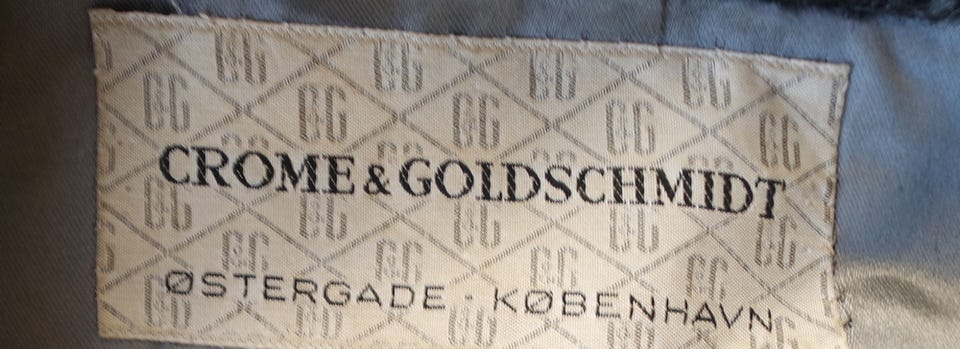 CROME & GOLDSCHMIDT
ØSTERGADE - KØBENHAVN